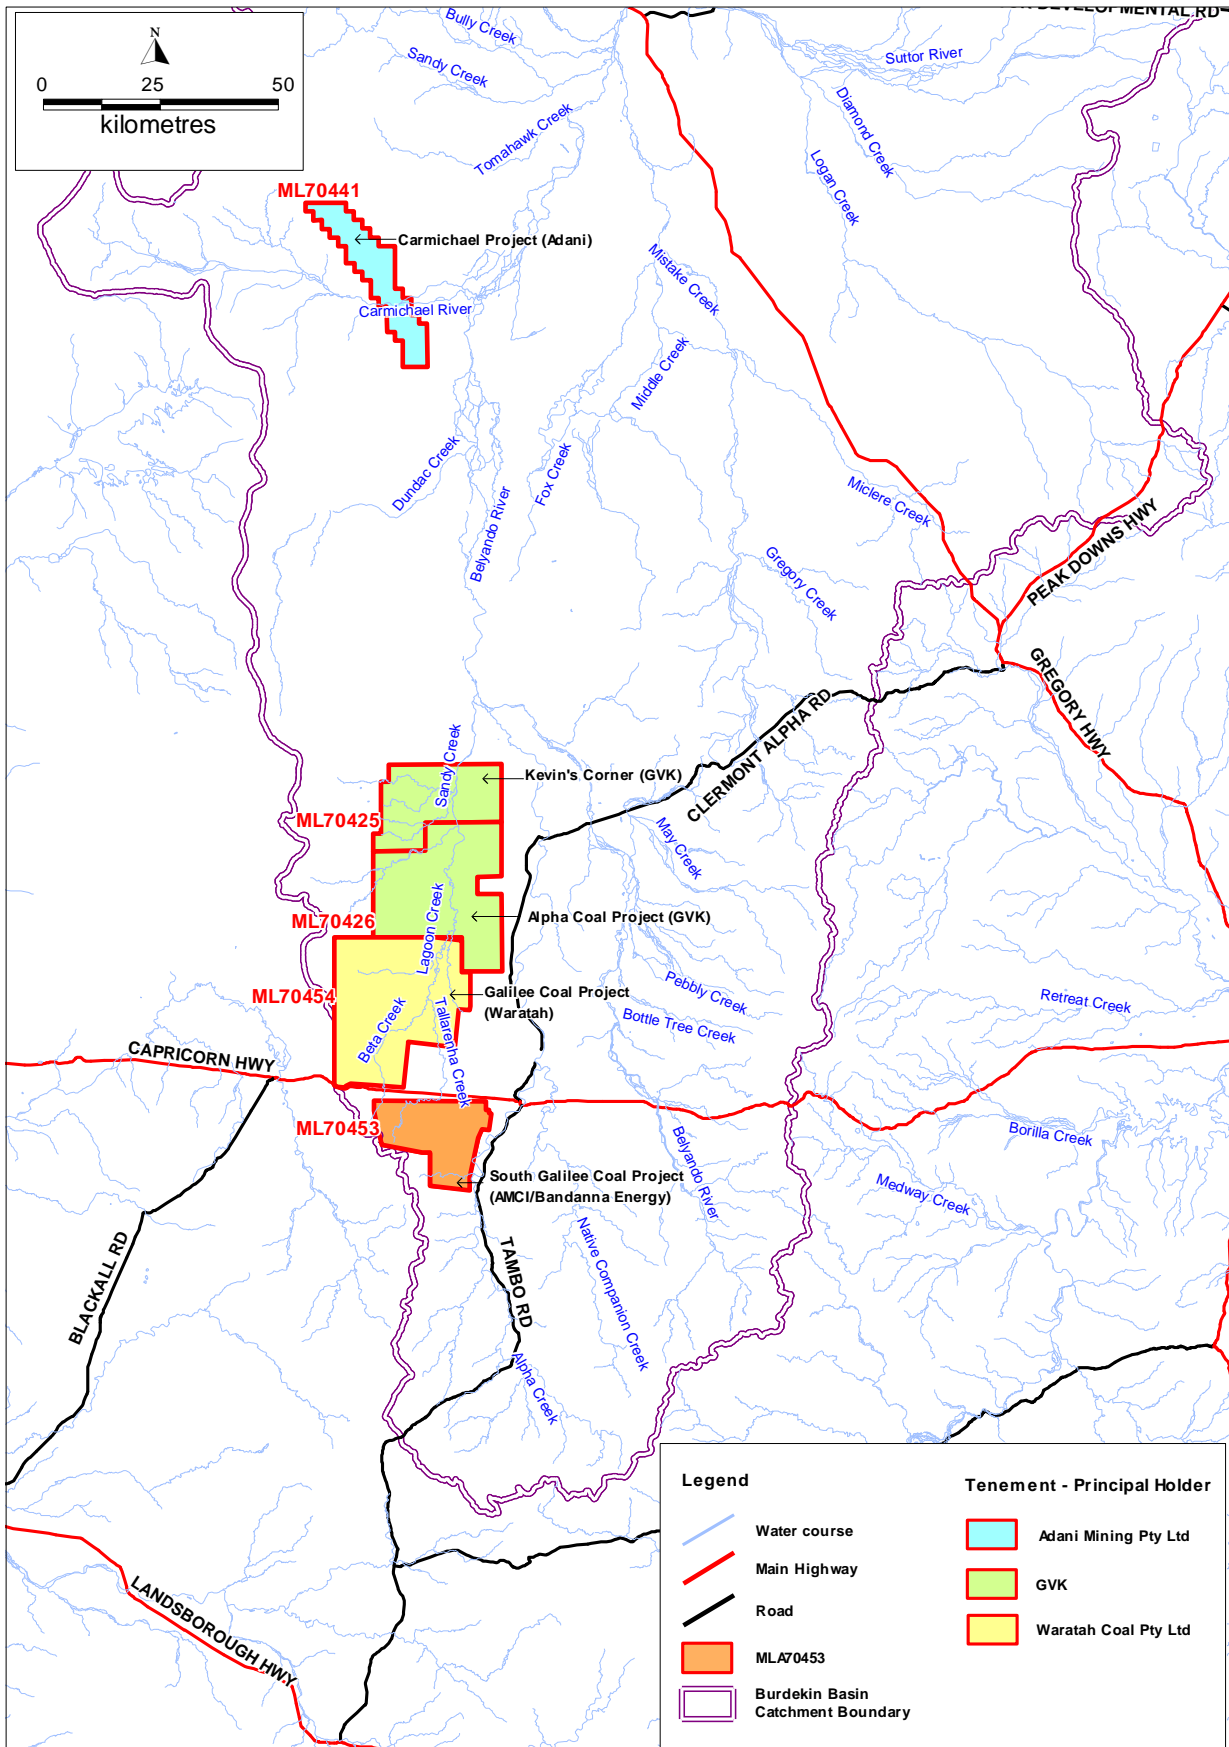 DEVELOPMENTAL RD
N
0 25 50
kilometres
Bully Creek
Sandy Creek
Suttor River
Tomahawk Creek
Diamond Creek
Logan Creek
ML70441
Carmichael Project (Adani)
Mistake Creek
Carmichael River
Middle Creek
Dundac Creek
Fox Creek
Belyando River
Miclere Creek
PEAK DOWNS HWY
Gregory Creek
GREGORY HWY
CLERMONT ALPHA RD
Sandy Creek
Kevin's Corner (GVK)
ML70425
May Creek
Lagoon Creek
Alpha Coal Project (GVK)
ML70426
Pebbly Creek
ML70454
Galilee Coal Project
(Waratah)
Retreat Creek
Beta Creek
Tallarenha Creek
Bottle Tree Creek
CAPRICORN HWY
ML70453
Belyando River
Borilla Creek
South Galilee Coal Project
(AMCI/Bandanna Energy)
Medway Creek
BLACKALL RD
TAMBO RD
Native Companion Creek
Alpha Creek
LANDSBOROUGH HWY
Legend
Water course
Main Highway
Road
MLA70453
Burdekin Basin
Catchment Boundary
Tenement - Principal Holder
Adani Mining Pty Ltd
GVK
Waratah Coal Pty Ltd